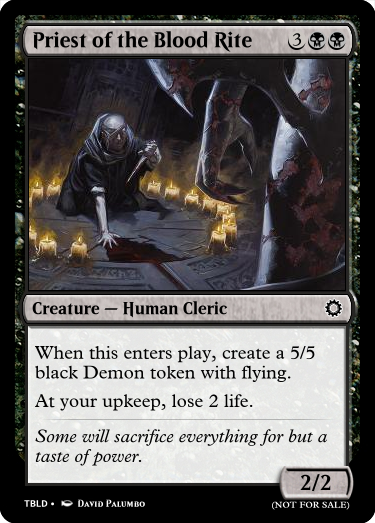 Priest of the Blood Rite 3
Creature — Human Cleric
When this enters play, create a 5/5
black Demon token with flying.
At your upkeep, lose 2 life.
Some will sacrifice everything for but a
taste of power.
2/2
TBLD • David Palumbo
(NOT FOR SALE)